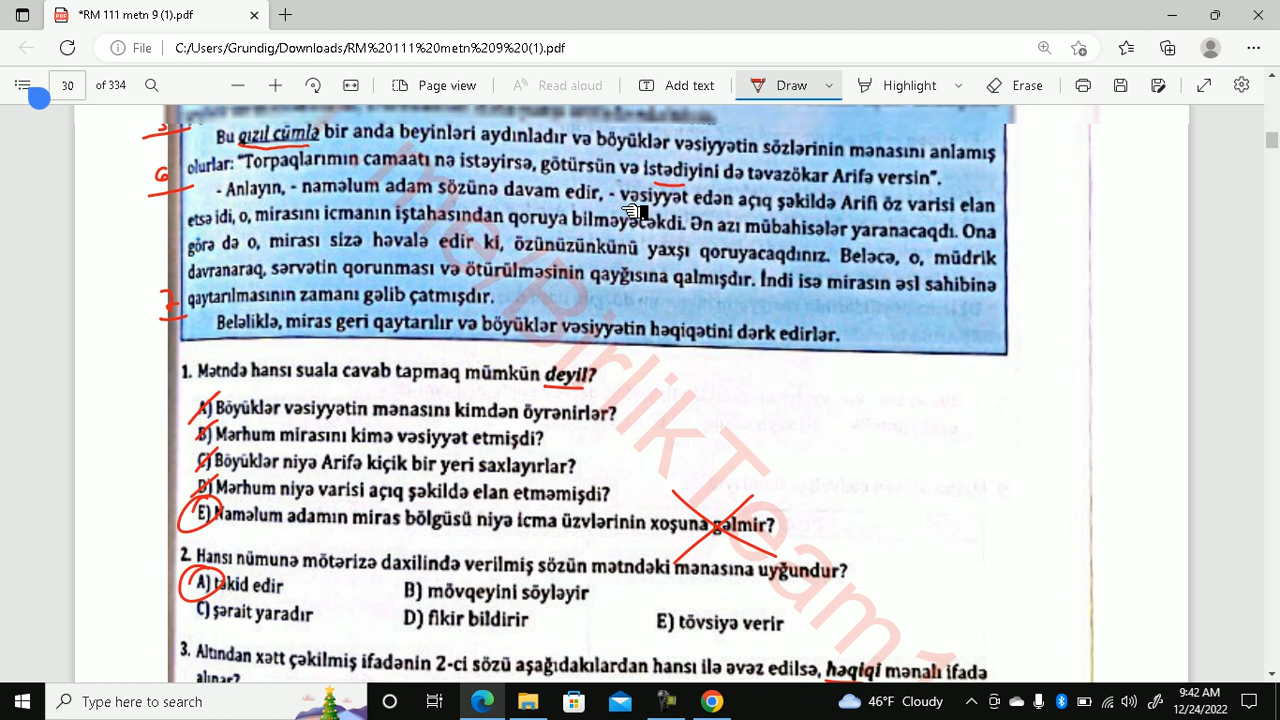 *RM 111 metn 9 (1).pdf
File C:/Users/Grundig/Downloads/RM%20111%20metn%209%20(1).pdf
30 of 334 Page view Read aloud Add text Draw Highlight Erase
5
Bu qızıl cümlə bir anda beyinləri aydınladır və böyüklər vəsiyyətin sözlərinin mənasını anlamış
olurlar: "Torpaqlarımın camaatı nə istəyirsə, götürsün və istədiyini də təvazökar Arifə versin".
6
- Anlayın, - naməlum adam sözünə davam edir, - vəsiyyət edən açıq şəkildə Arifi öz varisi elan
etsə idi, o, mirasını icmanın iştahasından qoruya bilməyəcəkdi. Ən azı mübahisələr yaranacaqdı. Ona
görə də o, mirası sizə həvalə edir ki, özünüzünkünü yaxşı qoruyacaqdınız. Beləcə, o, müdrik
davranaraq, sərvətin qorunması və ötürülməsinin qayğısına qalmışdır. İndi isə mirasın əsl sahibinə
qaytarılmasının zamanı gəlib çatmışdır.
7
Beləliklə, miras geri qaytarılır və böyüklər vəsiyyətin həqiqətini dərk edirlər.
1. Mətndə hansı suala cavab tapmaq mümkün deyil?
A) Böyüklər vəsiyyətin mənasını kimdən öyrənirlər?
B) Mərhum mirasını kimə vəsiyyət etmişdi?
C) Böyüklər niyə Arifə kiçik bir yeri saxlayırlar?
D) Mərhum niyə varisi açıq şəkildə elan etməmişdi?
E) Naməlum adamın miras bölgüsü niyə icma üzvlərinin xoşuna gəlmir?
2. Hansı nümunə mötərizə daxilində verilmiş sözün mətndəki mənasına uyğundur?
A) təkid edir B) mövqeyini söyləyir
C) şərait yaradır D) fikir bildirir E) tövsiyə verir
3. Altından xətt çəkilmiş ifadənin 2-ci sözü aşağıdakılardan hansı ilə əvəz edilsə, həqiqi mənalı ifadə
alınar?
me/BirlikTeam1
Type here to search
46°F Cloudy
9:42 AM
12/24/2022